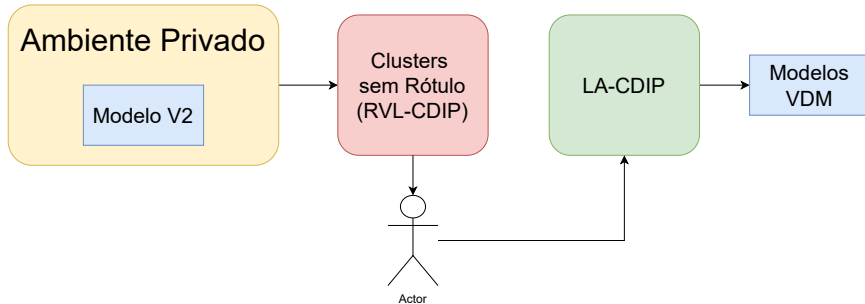 Ambiente Privado
Modelo V2
Clusters
sem Rótulo
(RVL-CDIP)
LA-CDIP
Modelos
VDM
Actor